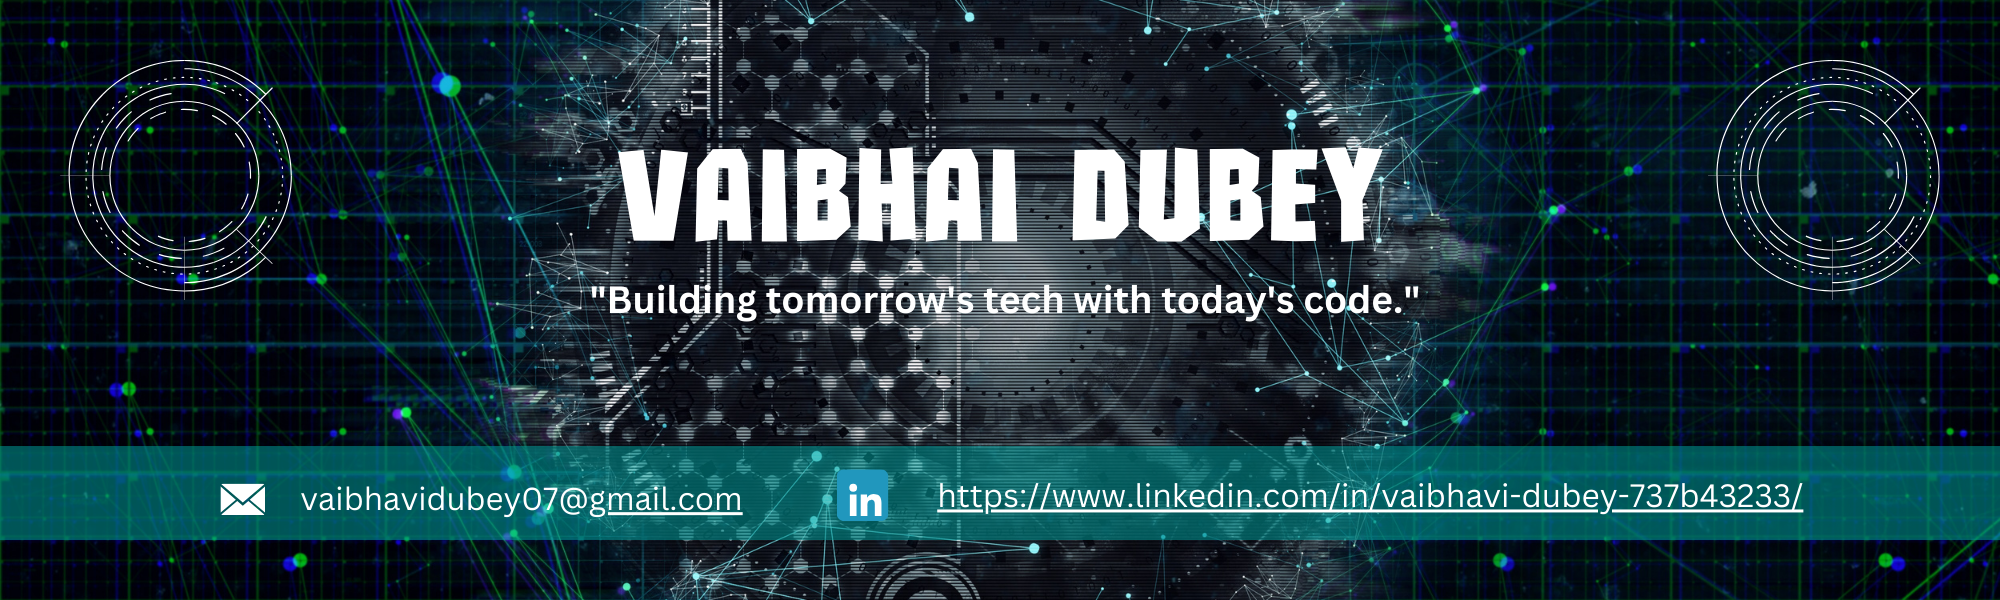 VAIBHAI DUBEY
"Building tomorrow's tech with today's code."
vaibhavidubey07@gmail.com
in https://www.linkedin.com/in/vaibhavi-dubey-737b43233/